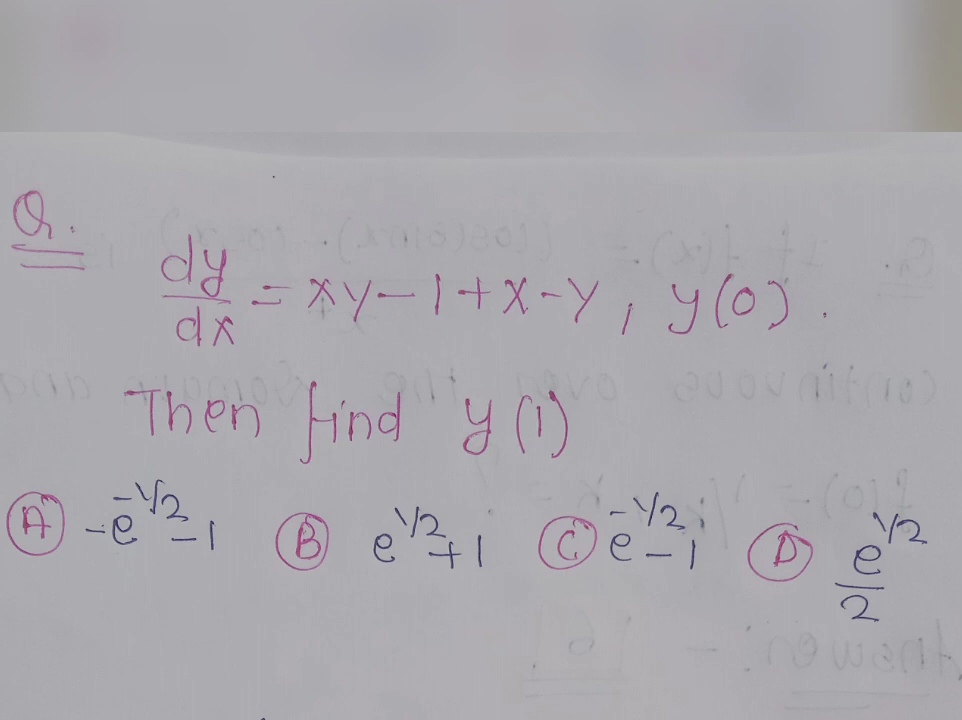 Q.
dy/dx = xy - 1 + x - y, y(0).
Then find y(1)
(A) -e^{-1/2} - 1 (B) e^{1/2} + 1 (C) e^{-1/2} - 1 (D) e^{1/2}/2